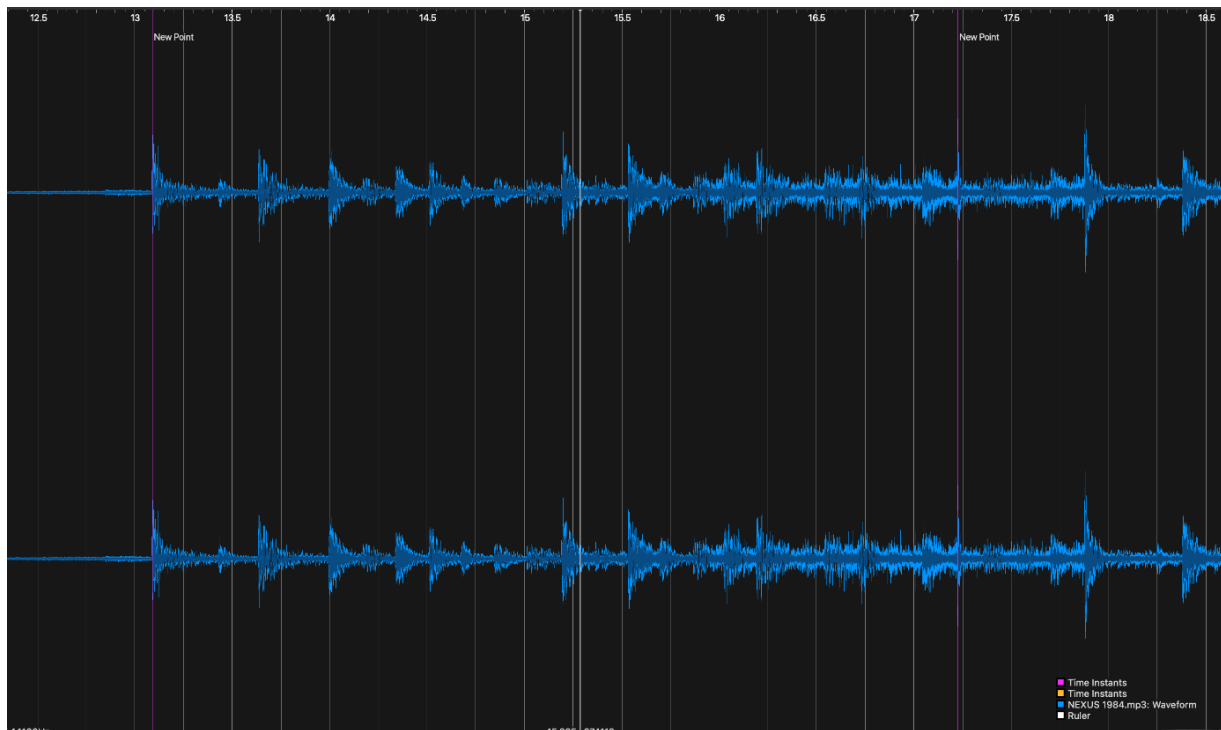 12.5 13 13.5 14 14.5 15 15.5 16 16.5 17 17.5 18 18.5
New Point New Point
Time Instants
Time Instants
NEXUS 1984.mp3: Waveform
Ruler